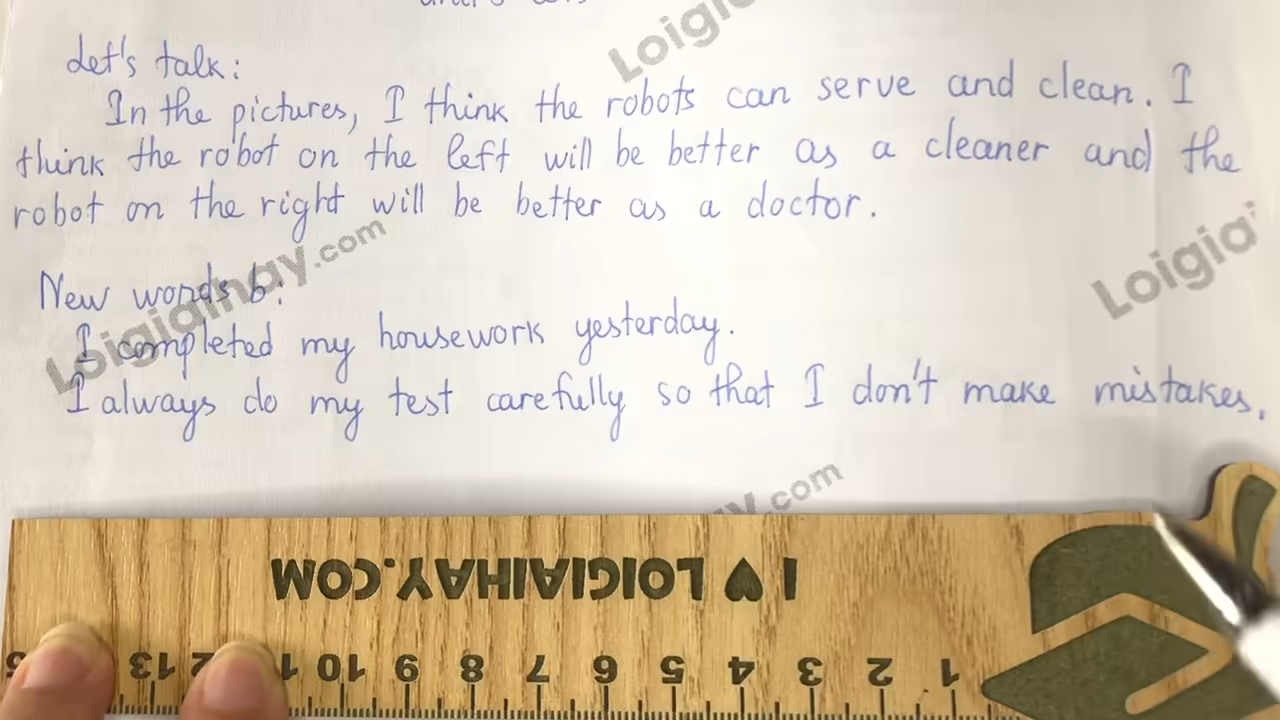 Let's talk:
In the pictures, I think the robots can serve and clean. I
think the robot on the left will be better as a cleaner and the
robot on the right will be better as a doctor.
New words b:
I completed my housework yesterday.
I always do my test carefully so that I don't make mistakes.
Loigiaihay.com
I ♥ LOIGIAIHAY.COM
1 2 3 4 5 6 7 8 9 10 11 13